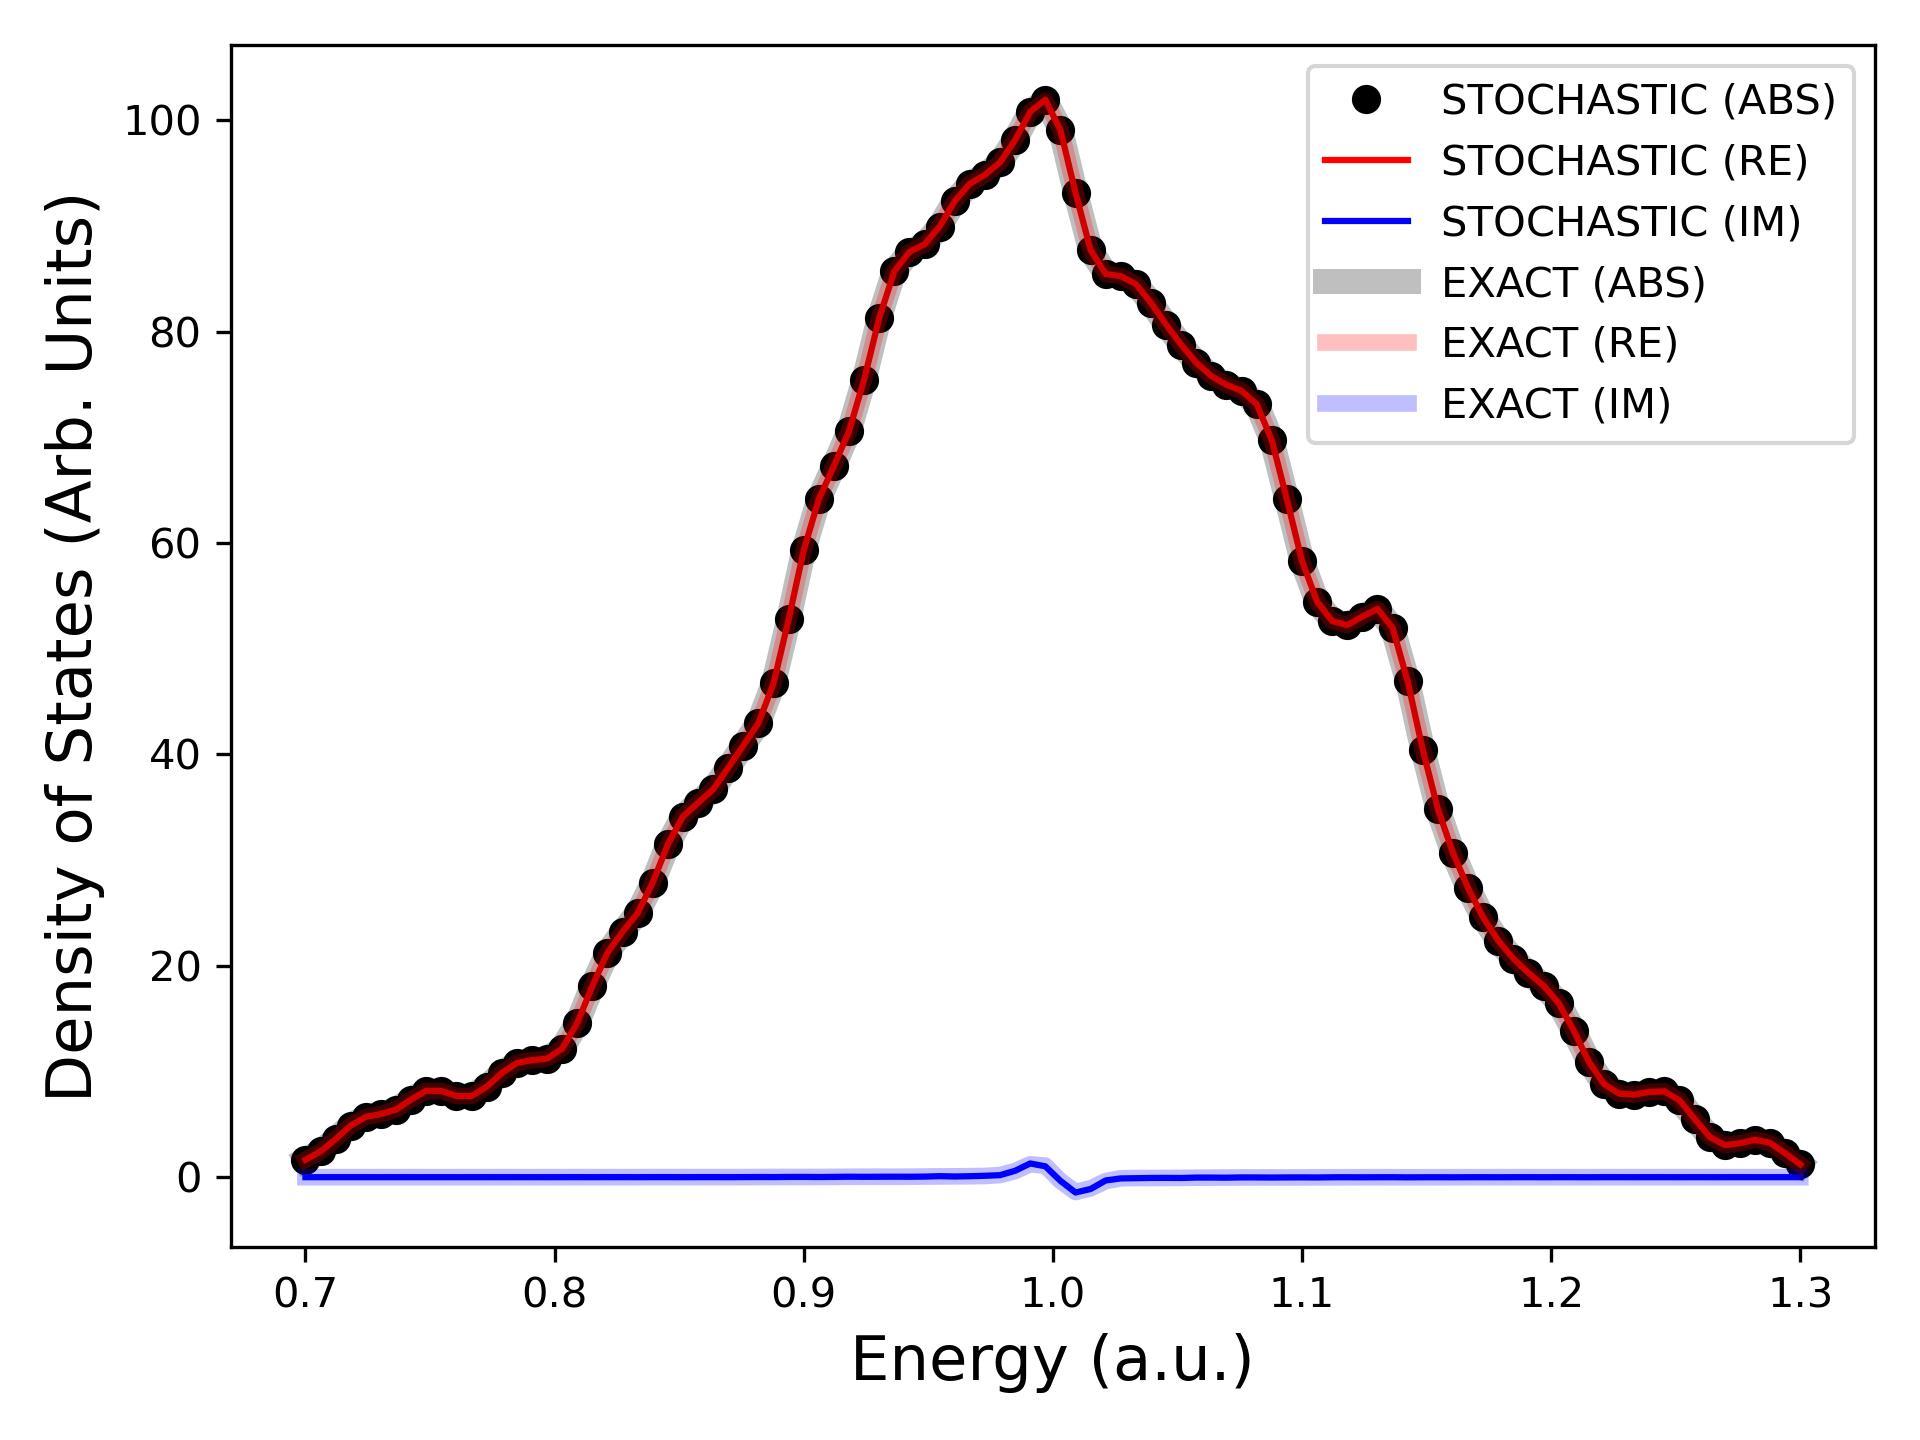 Density of States (Arb. Units)
100
80
60
40
20
0
STOCHASTIC (ABS)
STOCHASTIC (RE)
STOCHASTIC (IM)
EXACT (ABS)
EXACT (RE)
EXACT (IM)
0.7 0.8 0.9 1.0 1.1 1.2 1.3
Energy (a.u.)